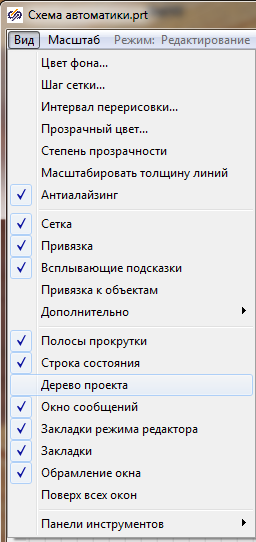 Схема автоматики.prt
Вид Масштаб Режим: Редактирование
Цвет фона...
Шаг сетки...
Интервал перерисовки...
Прозрачный цвет...
Степень прозрачности
Масштабировать толщину линий
Антиалайзинг
Сетка
Привязка
Всплывающие подсказки
Привязка к объектам
Дополнительно
Полосы прокрутки
Строка состояния
Дерево проекта
Окно сообщений
Закладки режима редактора
Закладки
Обрамление окна
Поверх всех окон
Панели инструментов